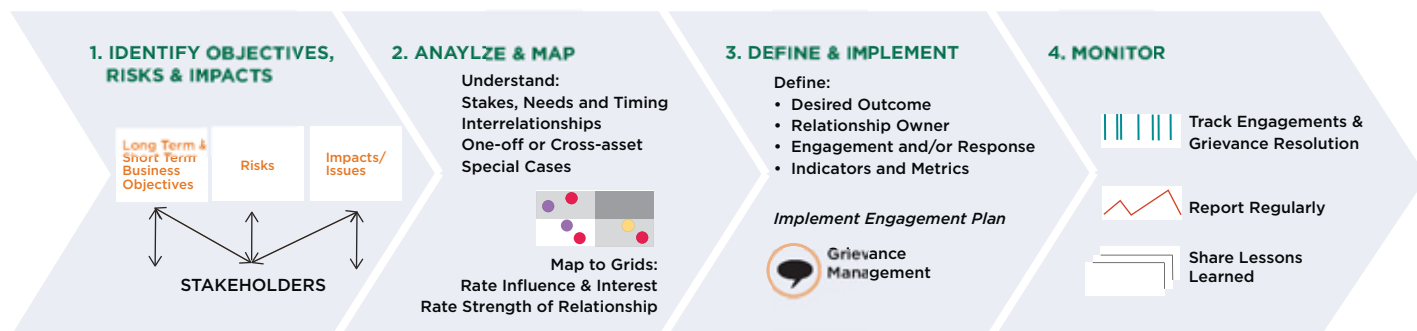 1. IDENTIFY OBJECTIVES,
RISKS & IMPACTS
Long Term &
Short Term
Business
Objectives
Risks
Impacts/
Issues
STAKEHOLDERS
2. ANAYLZE & MAP
Understand:
Stakes, Needs and Timing
Interrelationships
One-off or Cross-asset
Special Cases
Map to Grids:
Rate Influence & Interest
Rate Strength of Relationship
3. DEFINE & IMPLEMENT
Define:
• Desired Outcome
• Relationship Owner
• Engagement and/or Response
• Indicators and Metrics
Implement Engagement Plan
Grievance
Management
4. MONITOR
Track Engagements &
Grievance Resolution
Report Regularly
Share Lessons
Learned